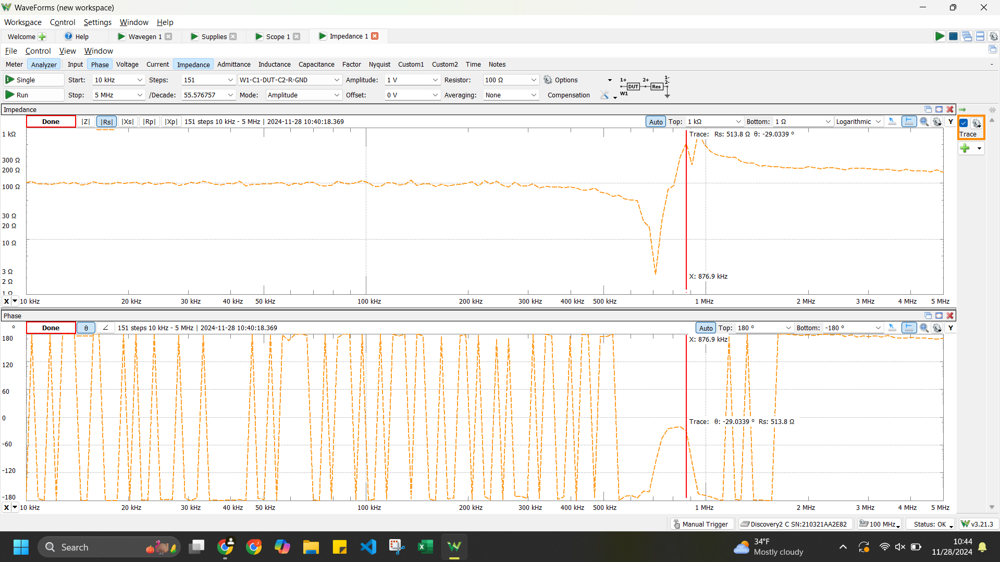 WaveForms (new workspace)
Workspace Control Settings Window Help
Welcome Help Wavegen 1 Supplies Scope 1 Impedance 1
File Control View Window
Meter Analyzer Input Phase Voltage Current Impedance Admittance Inductance Capacitance Factor Nyquist Custom1 Custom2 Time Notes -
1 Single Start: 10 kHz Steps: 151 W1-C1-DUT-C2-R-GND Amplitude: 1 V Resistor: 100 Ω Options
Run Stop: 5 MHz /Decade: 55.576757 Mode: Amplitude Offset: 0 V Averaging: None Compensation
1+ 2+ 1-
2-
DUT Res
W1
Impedance
Done |Z| |Rs| |Xs| |Rp| |Xp| 151 steps 10 kHz - 5 MHz | 2024-11-28 10:40:18.369 Auto Top: 1 kΩ Bottom: 1 Ω Logarithmic Y
Trace
1 kΩ
Trace: Rs: 513.8 Ω θ: -29.0339 °
300 Ω
200 Ω
100 Ω
30 Ω
20 Ω
10 Ω
3 Ω
2 Ω
1 Ω
X: 876.9 kHz
X 10 kHz 20 kHz 30 kHz 40 kHz 50 kHz 100 kHz 200 kHz 300 kHz 400 kHz 500 kHz 1 MHz 2 MHz 3 MHz 4 MHz 5 MHz
Phase
° Done θ ∠ 151 steps 10 kHz - 5 MHz | 2024-11-28 10:40:18.369 Auto Top: 180 ° Bottom: -180 ° Y
180
X: 876.9 kHz
120
60
0
Trace: θ: -29.0339 ° Rs: 513.8 Ω
-60
-120
-180
X 10 kHz 20 kHz 30 kHz 40 kHz 50 kHz 100 kHz 200 kHz 300 kHz 400 kHz 500 kHz 1 MHz 2 MHz 3 MHz 4 MHz 5 MHz
Manual Trigger Discovery2 C SN:210321AA2E82 100 MHz Status: OK v3.21.3
Search
34°F
Mostly cloudy
10:44
11/28/2024